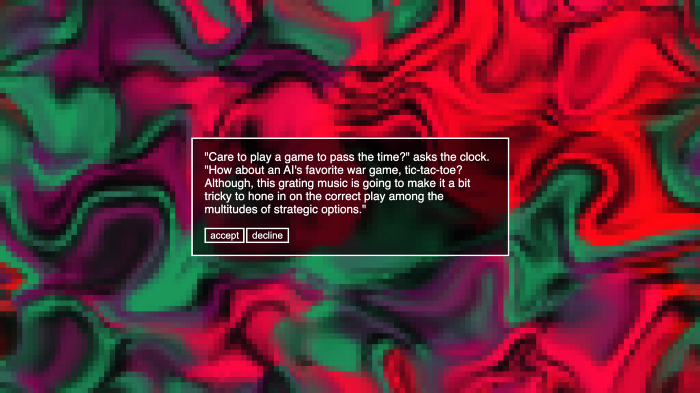 "Care to play a game to pass the time?" asks the clock.
"How about an AI's favorite war game, tic-tac-toe?
Although, this grating music is going to make it a bit
tricky to hone in on the correct play among the
multitudes of strategic options."
accept decline